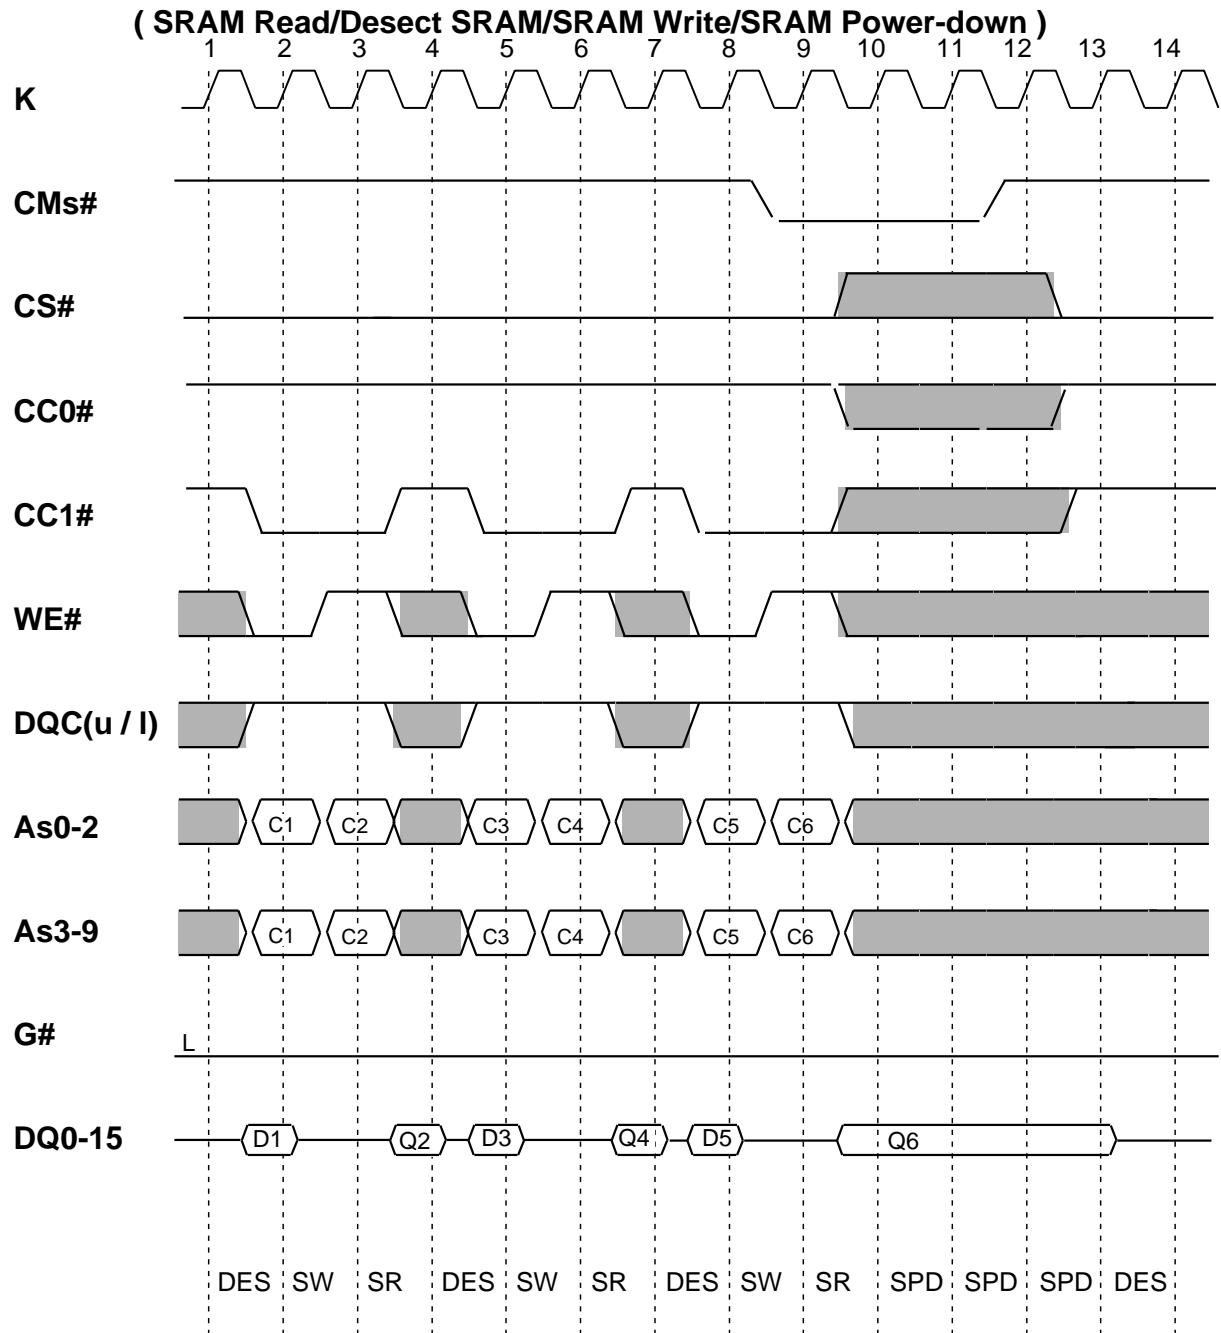 ( SRAM Read/Desect SRAM/SRAM Write/SRAM Power-down )
1 2 3 4 5 6 7 8 9 10 11 12 13 14
K
CMs#
CS#
CC0#
CC1#
WE#
DQC(u / l)
As0-2 C1 C2 C3 C4 C5 C6
As3-9 C1 C2 C3 C4 C5 C6
G# L
DQ0-15 D1 Q2 D3 Q4 D5 Q6
DES SW SR DES SW SR DES SW SR SPD SPD SPD DES